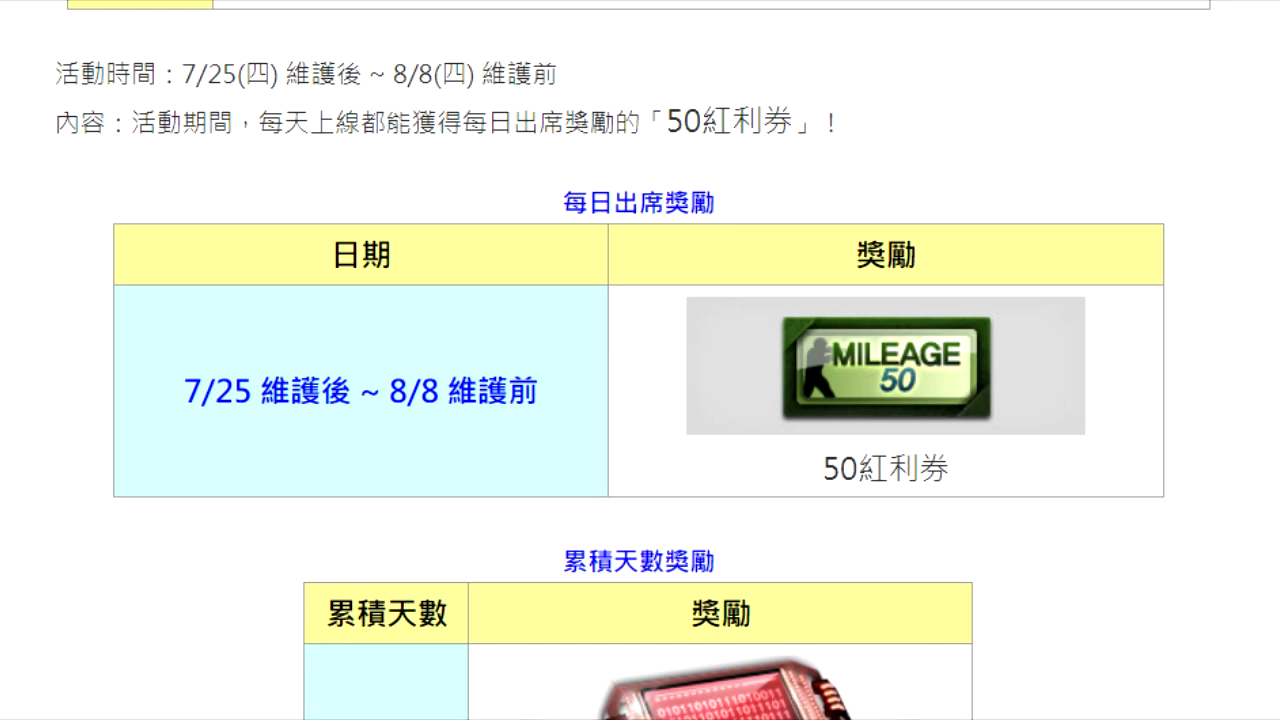 活動時間：7/25(四) 維護後 ~ 8/8(四) 維護前
內容：活動期間，每天上線都能獲得每日出席獎勵的「50紅利券」！
每日出席獎勵
日期
獎勵
7/25 維護後 ~ 8/8 維護前
MILEAGE
50
50紅利券
累積天數獎勵
累積天數
獎勵
01011010111010011